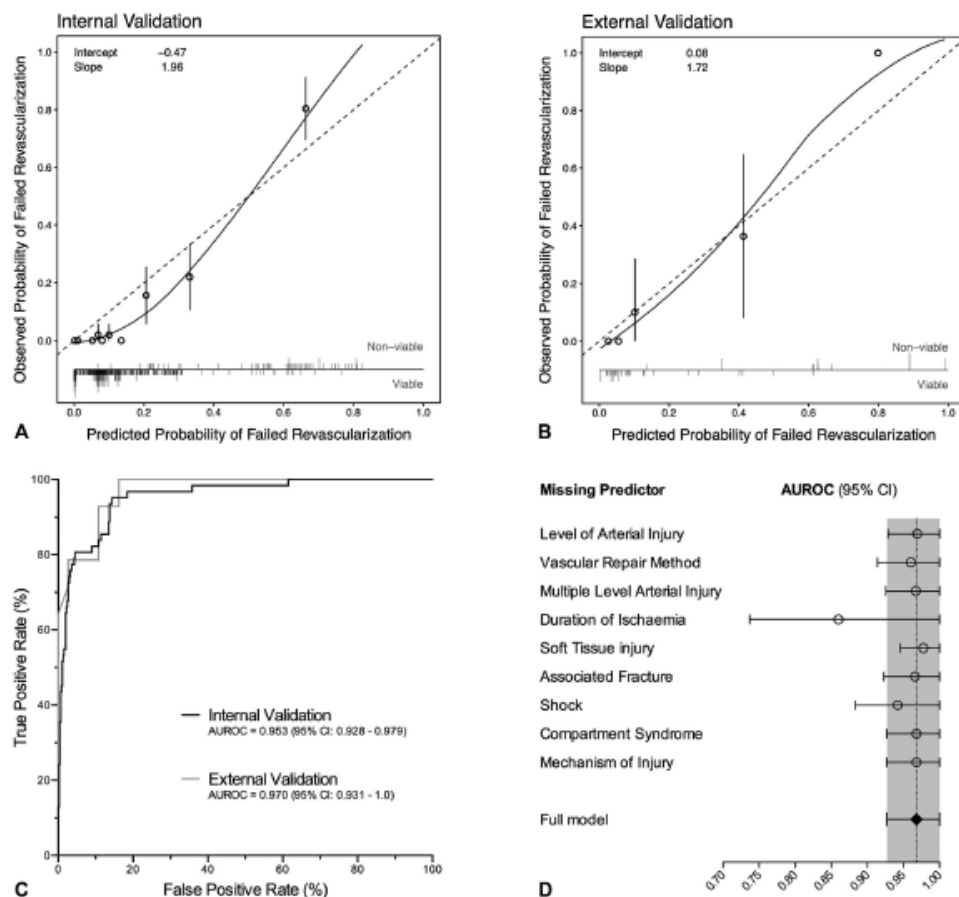 Internal Validation
Intercept −0.47
Slope 1.96
Observed Probability of Failed Revascularization
1.0
0.8
0.6
0.4
0.2
0.0
Non−viable
Viable
0.0 0.2 0.4 0.6 0.8 1.0
Predicted Probability of Failed Revascularization
A
External Validation
Intercept 0.08
Slope 1.72
Observed Probability of Failed Revascularization
1.0
0.8
0.6
0.4
0.2
0.0
Non−viable
Viable
0.0 0.2 0.4 0.6 0.8 1.0
Predicted Probability of Failed Revascularization
B
True Positive Rate (%)
100
80
60
40
20
0
Internal Validation
AUROC = 0.953 (95% CI: 0.928 - 0.979)
External Validation
AUROC = 0.970 (95% CI: 0.931 - 1.0)
0 20 40 60 80 100
False Positive Rate (%)
C
Missing Predictor AUROC (95% CI)
Level of Arterial Injury
Vascular Repair Method
Multiple Level Arterial Injury
Duration of Ischaemia
Soft Tissue injury
Associated Fracture
Shock
Compartment Syndrome
Mechanism of Injury
Full model
0.70 0.75 0.80 0.85 0.90 0.95 1.00
D